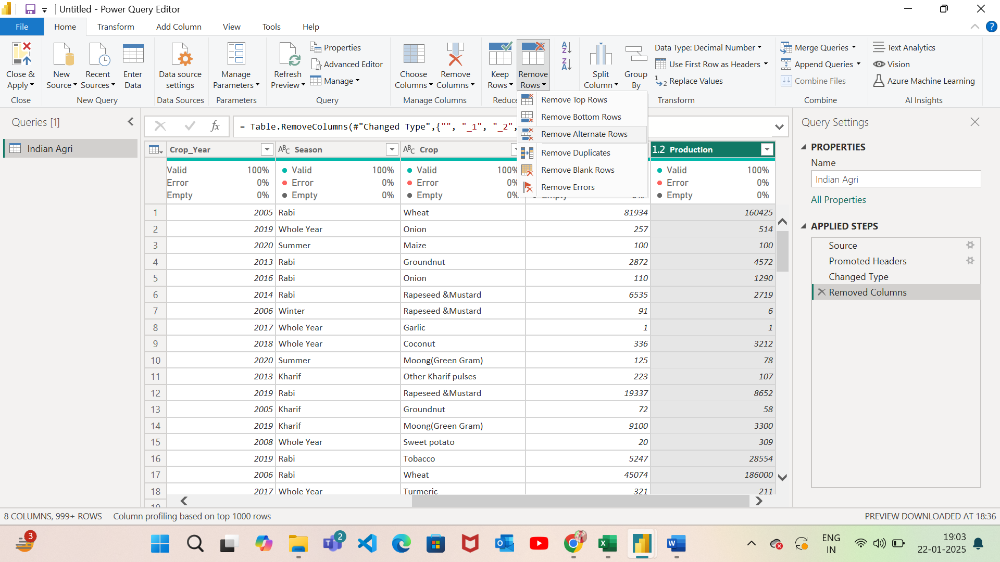 Untitled - Power Query Editor
File Home Transform Add Column View Tools Help
Close & Apply
New Source
Recent Sources
Enter Data
Data source settings
Manage Parameters
Refresh Preview
Properties
Advanced Editor
Manage
Choose Columns
Remove Columns
Keep Rows
Remove Rows
Split Column
Group By
Data Type: Decimal Number
Use First Row as Headers
Replace Values
Merge Queries
Append Queries
Combine Files
Text Analytics
Vision
Azure Machine Learning
Close New Query Data Sources Parameters Query Manage Columns Transform Combine AI Insights
Remove Top Rows
Remove Bottom Rows
Remove Alternate Rows
Remove Duplicates
Remove Blank Rows
Remove Errors
Queries [1]
Indian Agri
= Table.RemoveColumns(#"Changed Type",{"", "_1", "_2",
Crop_Year Season Crop 1.2 Production
Valid 100% Valid 100% Valid 100% Valid 100%
Error 0% Error 0% Error 0% Error 0%
Empty 0% Empty 0% Empty 0% Empty 0%
1 2005 Rabi Wheat 81934 160425
2 2019 Whole Year Onion 257 514
3 2020 Summer Maize 100 100
4 2013 Rabi Groundnut 2872 4572
5 2016 Rabi Onion 110 1290
6 2014 Rabi Rapeseed &Mustard 6535 2719
7 2006 Winter Rapeseed &Mustard 91 6
8 2017 Whole Year Garlic 1 1
9 2018 Whole Year Coconut 336 3212
10 2020 Summer Moong(Green Gram) 125 78
11 2013 Kharif Other Kharif pulses 223 107
12 2019 Rabi Rapeseed &Mustard 19337 8652
13 2005 Kharif Groundnut 72 58
14 2019 Kharif Moong(Green Gram) 9100 3300
15 2008 Whole Year Sweet potato 20 309
16 2019 Rabi Tobacco 5247 28554
17 2006 Rabi Wheat 45074 186000
18 2017 Whole Year Turmeric 321 211
Query Settings
PROPERTIES
Name
Indian Agri
All Properties
APPLIED STEPS
Source
Promoted Headers
Changed Type
Removed Columns
8 COLUMNS, 999+ ROWS Column profiling based on top 1000 rows PREVIEW DOWNLOADED AT 18:36
3
2
ENG
IN
19:03
22-01-2025